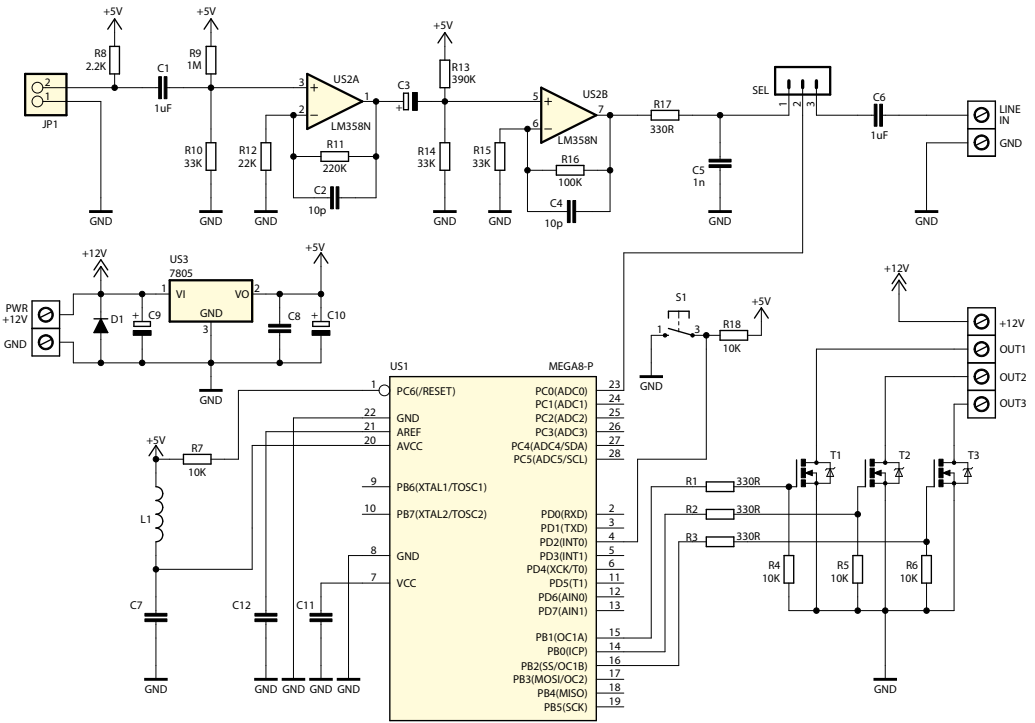 +5V
+5V
+5V
R8
2.2K
R9
1M
R13
390K
2
1
JP1
C1
1uF
3
2
1
US2A
LM358N
C3
+
5
6
7
US2B
LM358N
R17
330R
SEL
1
2
3
C6
1uF
LINE
IN
GND
R10
33K
R12
22K
R11
220K
C2
10p
R14
33K
R15
33K
R16
100K
C4
10p
C5
1n
GND
GND
GND
GND
GND
GND
GND
GND
+12V
US3
7805
+5V
PWR
+12V
GND
D1
+
C9
1
VI
VO
2
GND
3
C8
+
C10
GND
S1
1
3
+5V
R18
10K
GND
+12V
+12V
OUT1
OUT2
OUT3
US1
MEGA8-P
1
PC6(/RESET)
22
GND
21
AREF
20
AVCC
9
PB6(XTAL1/TOSC1)
10
PB7(XTAL2/TOSC2)
8
GND
7
VCC
PC0(ADC0)
23
PC1(ADC1)
24
PC2(ADC2)
25
PC3(ADC3)
26
PC4(ADC4/SDA)
27
PC5(ADC5/SCL)
28
PD0(RXD)
2
PD1(TXD)
3
PD2(INT0)
4
PD3(INT1)
5
PD4(XCK/T0)
6
PD5(T1)
11
PD6(AIN0)
12
PD7(AIN1)
13
PB1(OC1A)
15
PB0(ICP)
14
PB2(SS/OC1B)
16
PB3(MOSI/OC2)
17
PB4(MISO)
18
PB5(SCK)
19
+5V
R7
10K
L1
C7
C12
C11
GND
GND
GND
GND
GND
R1
330R
R2
330R
R3
330R
T1
T2
T3
R4
10K
R5
10K
R6
10K
GND